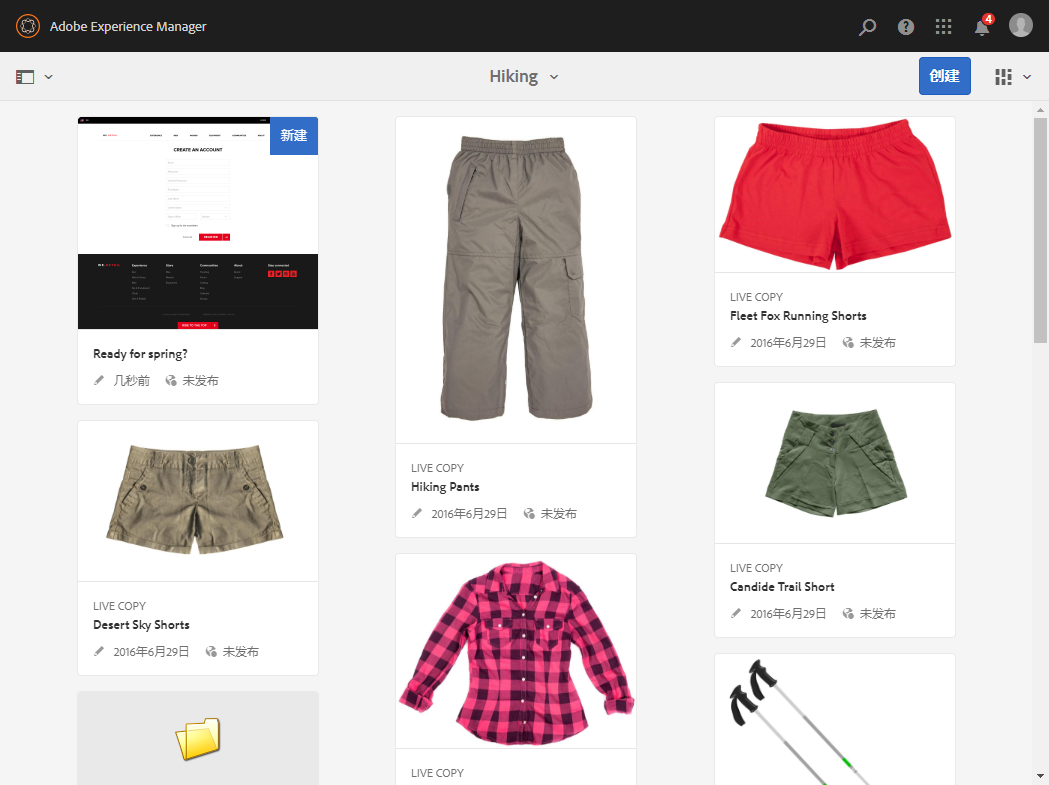 Adobe Experience Manager
4
Hiking
创建
新建
CREATE AN ACCOUNT
Ready for spring?
几秒前 未发布
LIVE COPY
Desert Sky Shorts
2016年6月29日 未发布
LIVE COPY
Hiking Pants
2016年6月29日 未发布
LIVE COPY
LIVE COPY
Fleet Fox Running Shorts
2016年6月29日 未发布
LIVE COPY
Candide Trail Short
2016年6月29日 未发布